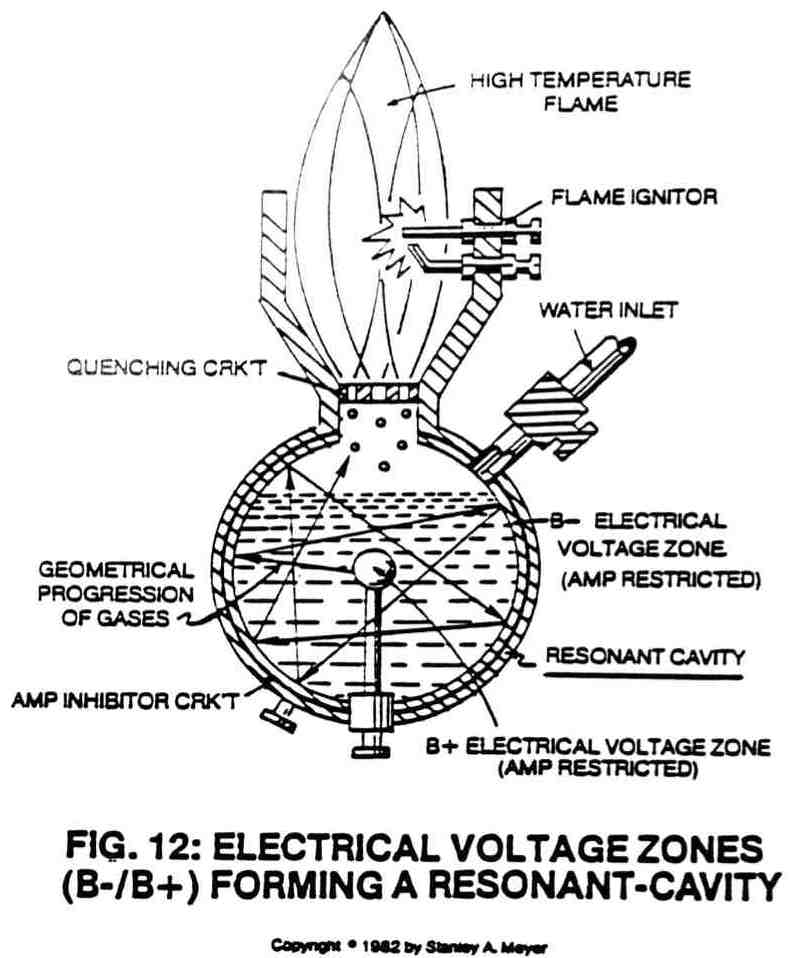 HIGH TEMPERATURE
FLAME
FLAME IGNITOR
WATER INLET
QUENCHING CRK'T
B- ELECTRICAL
VOLTAGE ZONE
(AMP RESTRICTED)
GEOMETRICAL
PROGRESSION
OF GASES
RESONANT CAVITY
AMP INHIBITOR CRK'T
B+ ELECTRICAL VOLTAGE ZONE
(AMP RESTRICTED)
FIG. 12: ELECTRICAL VOLTAGE ZONES
(B-/B+) FORMING A RESONANT-CAVITY
Copyright • 1982 by Stanley A. Meyer